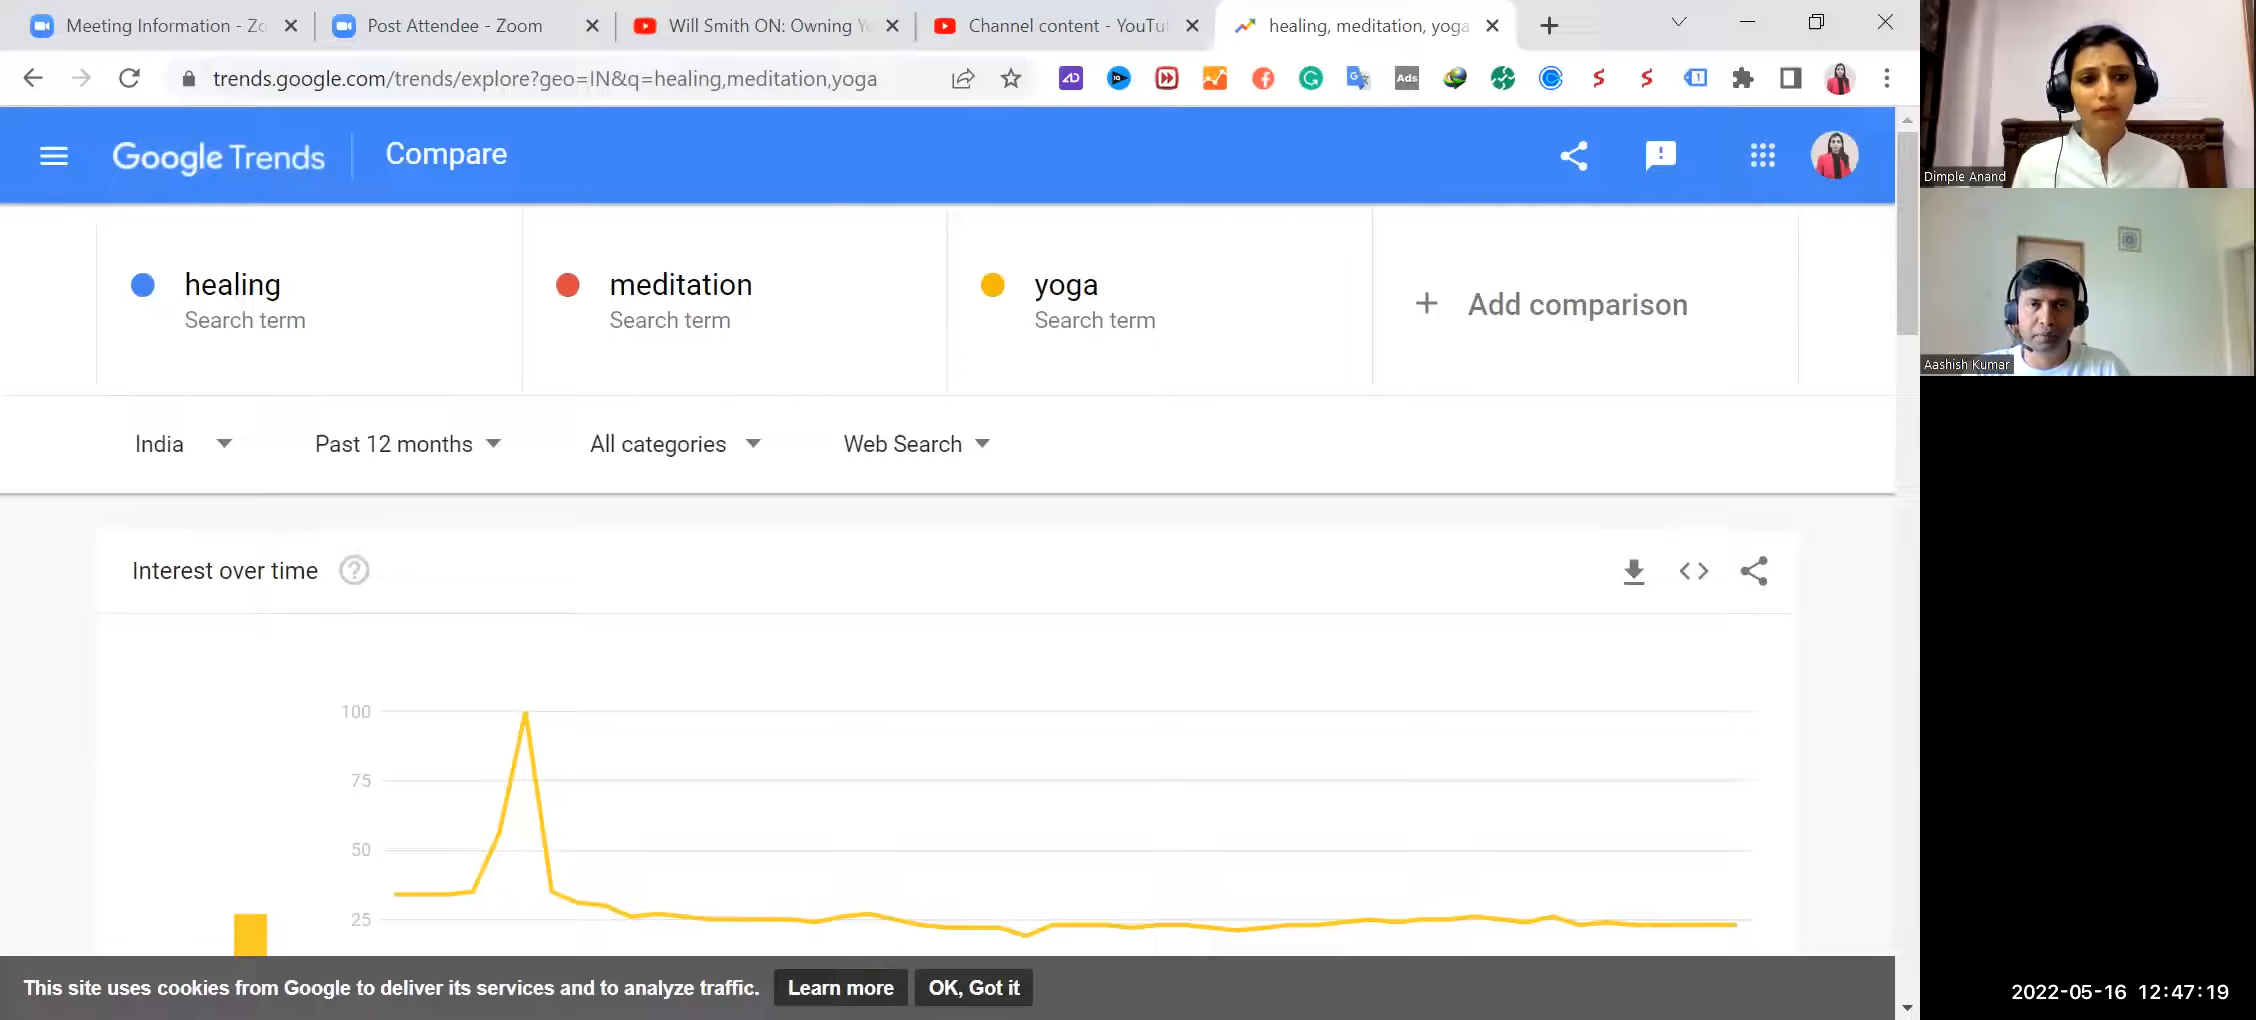 Meeting Information - Zo
Post Attendee - Zoom
Will Smith ON: Owning Y
Channel content - YouTu
healing, meditation, yoga
trends.google.com/trends/explore?geo=IN&q=healing,meditation,yoga
Ads
Google Trends
Compare
healing
Search term
meditation
Search term
yoga
Search term
+ Add comparison
India
Past 12 months
All categories
Web Search
Interest over time
100
75
50
25
This site uses cookies from Google to deliver its services and to analyze traffic.
Learn more
OK, Got it
Dimple Anand
Aashish Kumar
2022-05-16 12:47:19